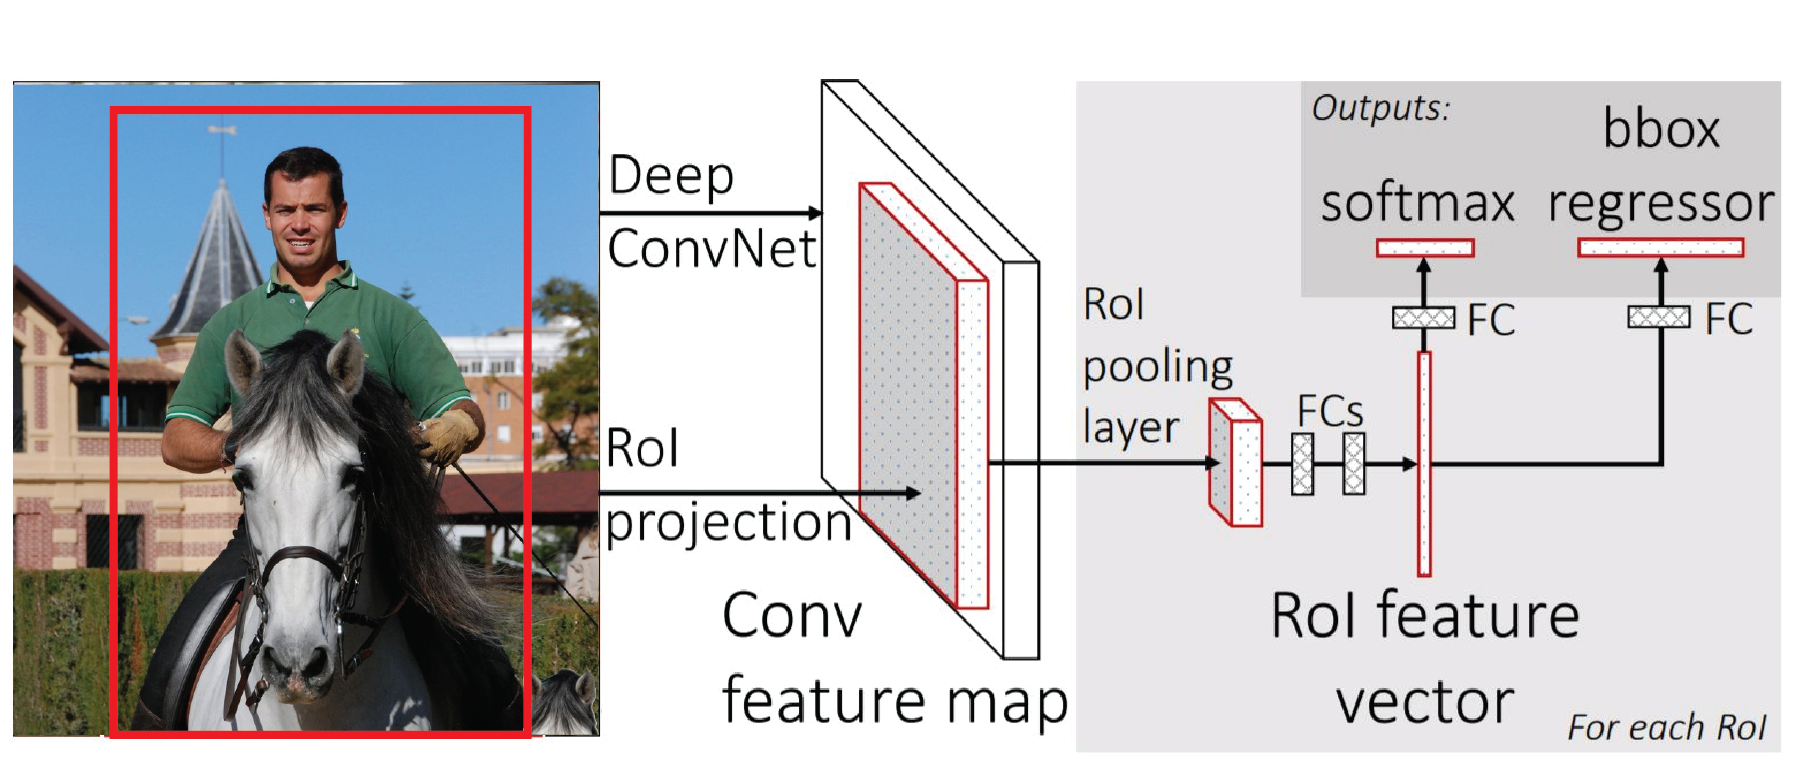 Deep
ConvNet
RoI
projection
Conv
feature map
RoI
pooling
layer
FCs
Outputs:
softmax
bbox
regressor
FC
FC
RoI feature
vector
For each RoI